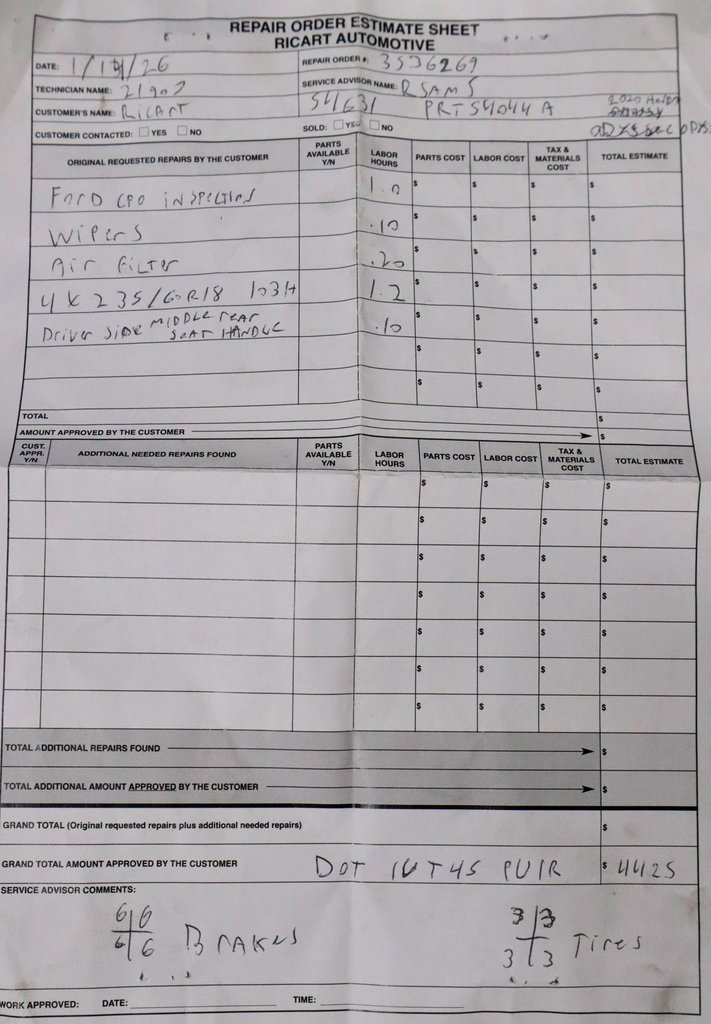 REPAIR ORDER ESTIMATE SHEET
RICART AUTOMOTIVE
DATE: 1/ /26
REPAIR ORDER #: 3536269
TECHNICIAN NAME: 21907
SERVICE ADVISOR NAME: RSAMS
CUSTOMER'S NAME: RICART
54631 PRT54044A
CUSTOMER CONTACTED: YES NO
SOLD: YES NO
ORIGINAL REQUESTED REPAIRS BY THE CUSTOMER PARTS AVAILABLE Y/N LABOR HOURS PARTS COST LABOR COST TAX & MATERIALS COST TOTAL ESTIMATE
FORD CPO INSPECTION 1.0 $ $ $ $
WIPERS .10 $ $ $ $
Air FILTER .20 $ $ $ $
4 X 235/60R18 103H 1.2 $ $ $ $
Driver SIDE MIDDLE rear SEAT HANDLE .10 $ $ $ $
$ $ $ $
$ $ $ $
TOTAL $
AMOUNT APPROVED BY THE CUSTOMER $
CUST. APPR. Y/N ADDITIONAL NEEDED REPAIRS FOUND PARTS AVAILABLE Y/N LABOR HOURS PARTS COST LABOR COST TAX & MATERIALS COST TOTAL ESTIMATE
$ $ $ $
$ $ $ $
$ $ $ $
$ $ $ $
$ $ $ $
$ $ $ $
$ $ $ $
TOTAL ADDITIONAL REPAIRS FOUND $
TOTAL ADDITIONAL AMOUNT APPROVED BY THE CUSTOMER $
GRAND TOTAL (Original requested repairs plus additional needed repairs) $
GRAND TOTAL AMOUNT APPROVED BY THE CUSTOMER DOT 1UT45 PU1R $ 4425
SERVICE ADVISOR COMMENTS:
6 6 3 3
6 6 BRAKES 3 3 Tires
WORK APPROVED: DATE: TIME: